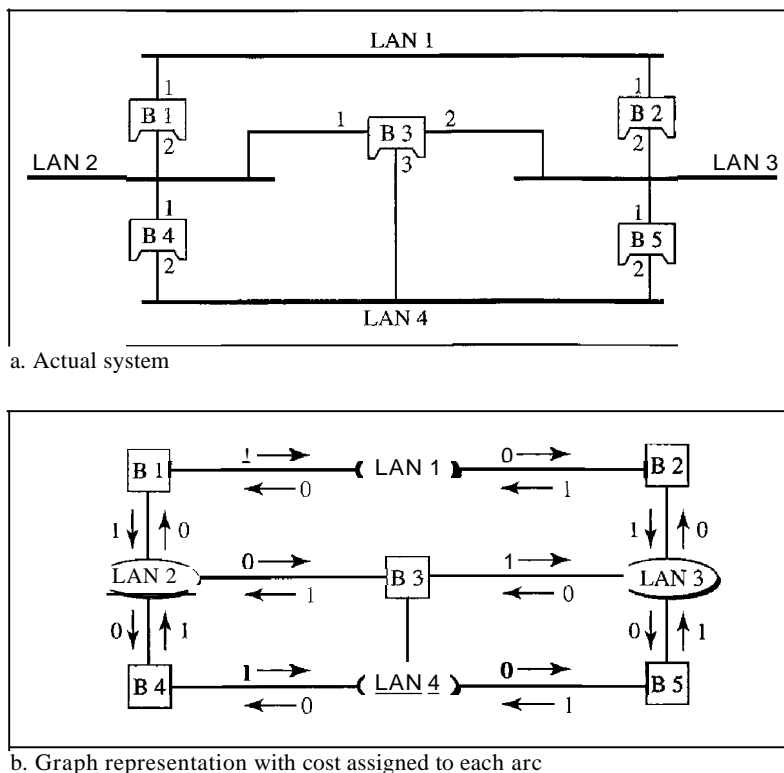 LAN 1
1 1
B 1 1 B 3 2 B 2
2 3 2
LAN 2 LAN 3
1 1
B 4 B 5
2 2
LAN 4
a. Actual system
B 1 1 LAN 1 0 B 2
0 1
1 0 1 0
LAN 2 0 B 3 1 LAN 3
1 0
0 1 0 1
B 4 1 LAN 4 0 B 5
0 1
b. Graph representation with cost assigned to each arc